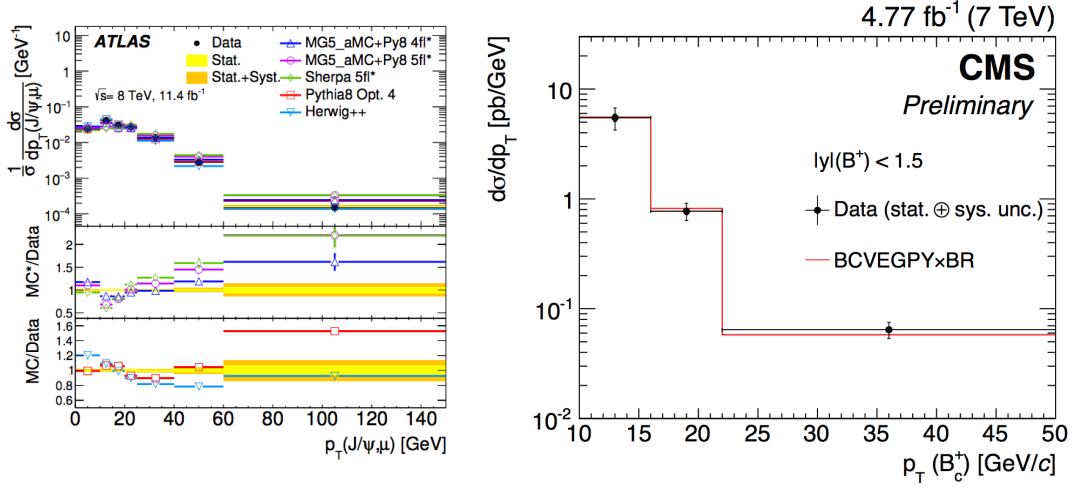 ATLAS
√s= 8 TeV, 11.4 fb⁻¹
Data
Stat.
Stat.+Syst.
MG5_aMC+Py8 4fl*
MG5_aMC+Py8 5fl*
Sherpa 5fl*
Pythia8 Opt. 4
Herwig++
1/σ dσ/dp_T(J/ψ,μ) [GeV⁻¹]
10
1
10⁻¹
10⁻²
10⁻³
10⁻⁴
MC*/Data
2
1.5
1
0.5
MC/Data
1.6
1.4
1.2
1
0.8
0 20 40 60 80 100 120 140
p_T(J/ψ,μ) [GeV]
4.77 fb⁻¹ (7 TeV)
CMS
Preliminary
|y|(B⁺) < 1.5
Data (stat. ⊕ sys. unc.)
BCVEGPY×BR
dσ/dp_T [pb/GeV]
10
1
10⁻¹
10⁻²
10 15 20 25 30 35 40 45 50
p_T (B_c⁺) [GeV/c]